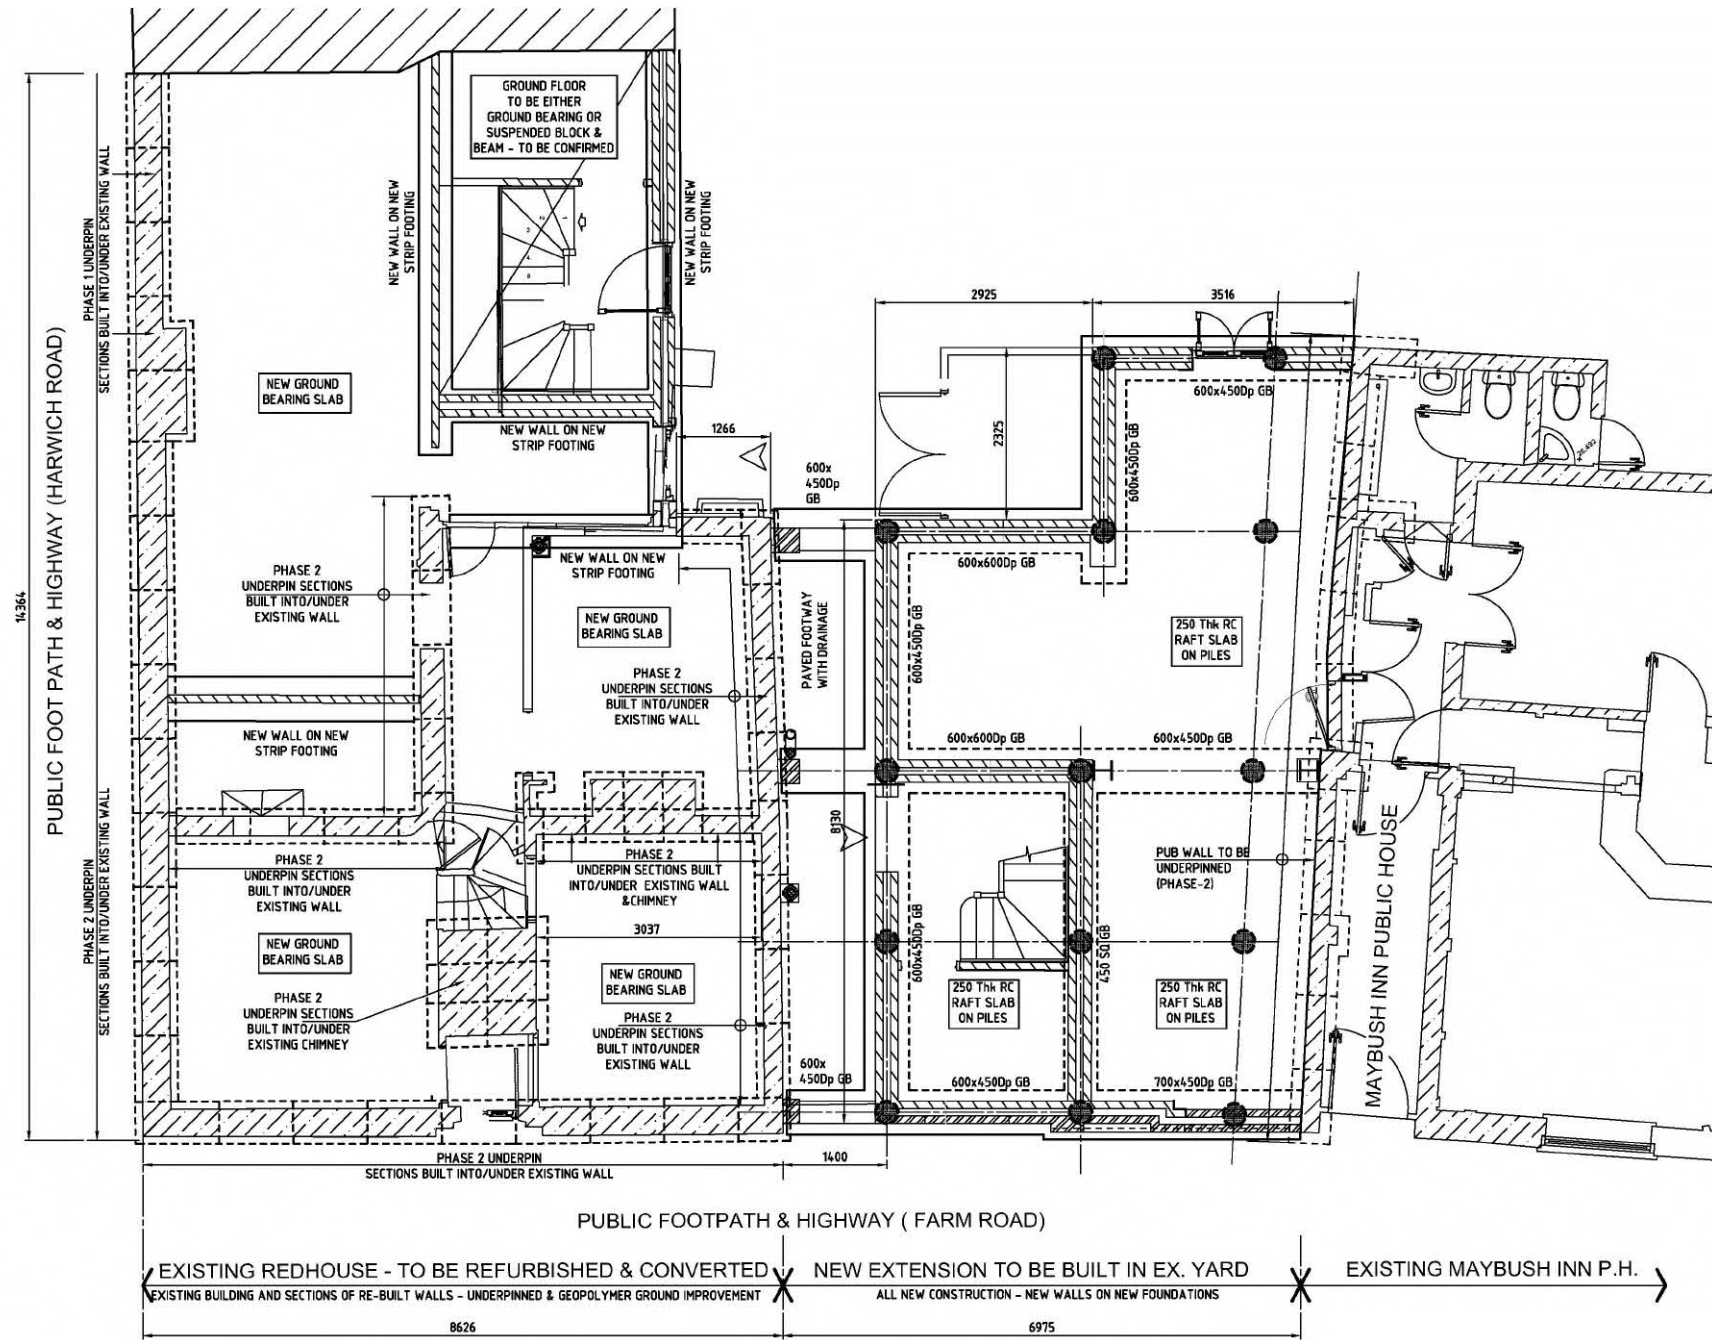 GROUND FLOOR
TO BE EITHER
GROUND BEARING OR
SUSPENDED BLOCK &
BEAM - TO BE CONFIRMED
PHASE 1 UNDERPIN
SECTIONS BUILT INTO/UNDER EXISTING WALL
NEW WALL ON NEW
STRIP FOOTING
NEW WALL ON NEW
STRIP FOOTING
1
2
3
4
5
2925
3516
PUBLIC FOOT PATH & HIGHWAY (HARWICH ROAD)
14364
NEW GROUND
BEARING SLAB
NEW WALL ON NEW
STRIP FOOTING
1266
2325
600x450Dp GB
600x450Dp GB
600x
450Dp
GB
NEW WALL ON NEW
STRIP FOOTING
600x600Dp GB
PHASE 2
UNDERPIN SECTIONS
BUILT INTO/UNDER
EXISTING WALL
NEW GROUND
BEARING SLAB
PAVED FOOTWAY
WITH DRAINAGE
600x450Dp GB
250 Thk RC
RAFT SLAB
ON PILES
PHASE 2
UNDERPIN SECTIONS
BUILT INTO/UNDER
EXISTING WALL
NEW WALL ON NEW
STRIP FOOTING
600x600Dp GB
600x450Dp GB
8130
PHASE 2 UNDERPIN
SECTIONS BUILT INTO/UNDER EXISTING WALL
PHASE 2
UNDERPIN SECTIONS
BUILT INTO/UNDER
EXISTING WALL
PHASE 2
UNDERPIN SECTIONS BUILT
INTO/UNDER EXISTING WALL
&CHIMNEY
PUB WALL TO BE
UNDERPINNED
(PHASE-2)
MAYBUSH INN PUBLIC HOUSE
3037
NEW GROUND
BEARING SLAB
NEW GROUND
BEARING SLAB
600x450Dp GB
450 SQ GB
250 Thk RC
RAFT SLAB
ON PILES
250 Thk RC
RAFT SLAB
ON PILES
PHASE 2
UNDERPIN SECTIONS
BUILT INTO/UNDER
EXISTING CHIMNEY
PHASE 2
UNDERPIN SECTIONS
BUILT INTO/UNDER
EXISTING WALL
600x
450Dp GB
600x450Dp GB
700x450Dp GB
PHASE 2 UNDERPIN
SECTIONS BUILT INTO/UNDER EXISTING WALL
1400
PUBLIC FOOTPATH & HIGHWAY ( FARM ROAD)
EXISTING REDHOUSE - TO BE REFURBISHED & CONVERTED
EXISTING BUILDING AND SECTIONS OF RE-BUILT WALLS - UNDERPINNED & GEOPOLYMER GROUND IMPROVEMENT
NEW EXTENSION TO BE BUILT IN EX. YARD
ALL NEW CONSTRUCTION - NEW WALLS ON NEW FOUNDATIONS
EXISTING MAYBUSH INN P.H.
8626
6975